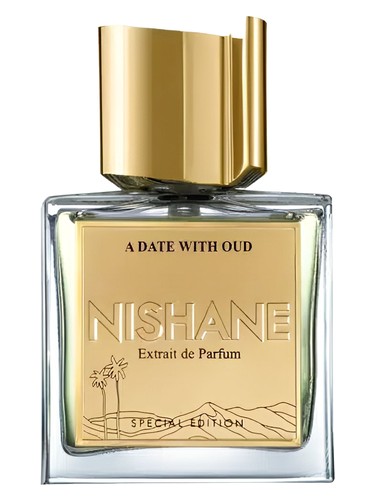 A DATE WITH OUD
NISHANE
Extrait de Parfum
SPECIAL EDITION